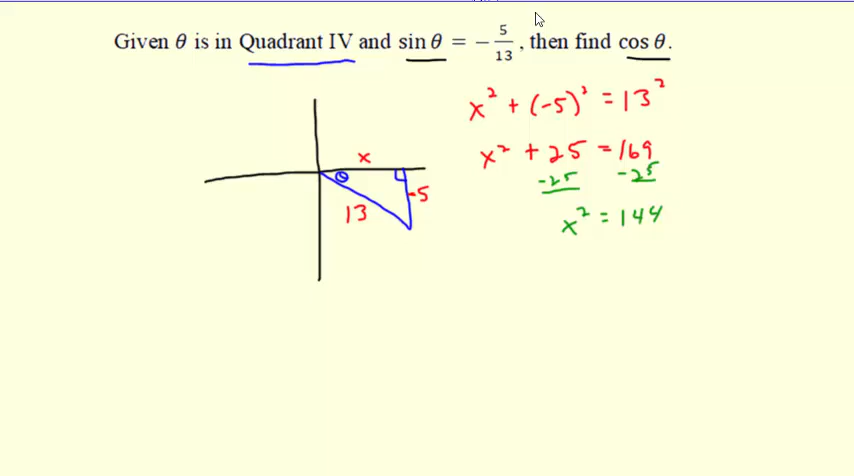 Given θ is in Quadrant IV and sin θ = −5/13, then find cos θ.
x² + (-5)² = 13²
x² + 25 = 169
-25 -25
x² = 144
x
θ
-5
13